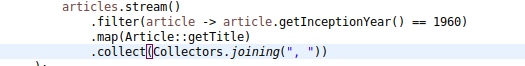 articles.stream()
.filter(article -> article.getInceptionYear() == 1960)
.map(Article::getTitle)
.collect(Collectors.joining(", "))
);